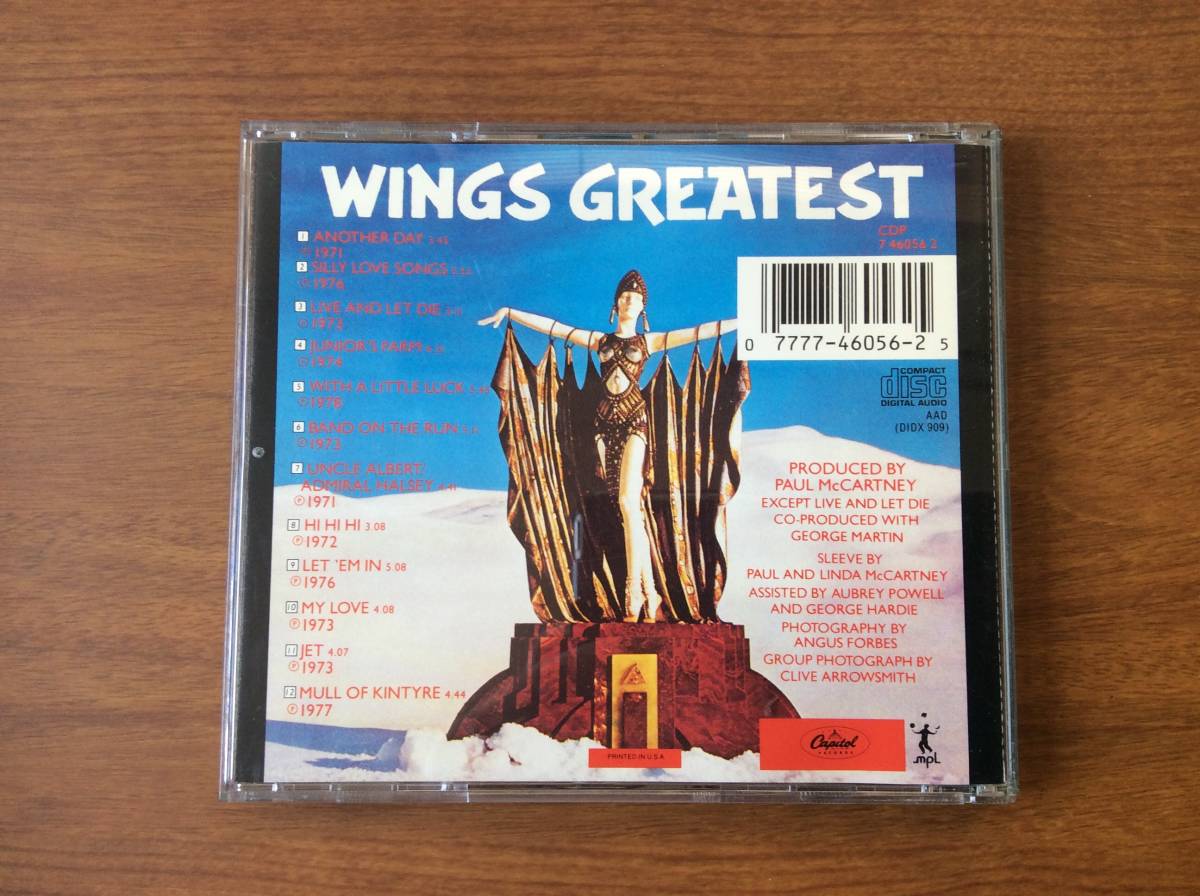 WINGS GREATEST
1 ANOTHER DAY 3.43
℗ 1971
2 SILLY LOVE SONGS
℗ 1976
3 LIVE AND LET DIE
℗ 1973
4 JUNIOR'S FARM
℗ 1974
5 WITH A LITTLE LUCK
℗ 1978
6 BAND ON THE RUN
℗ 1973
7 UNCLE ALBERT/
ADMIRAL HALSEY
℗ 1971
8 HI HI HI 3.08
℗ 1972
9 LET 'EM IN 5.08
℗ 1976
10 MY LOVE 4.08
℗ 1973
11 JET 4.07
℗ 1973
12 MULL OF KINTYRE 4.44
℗ 1977
CDP
7 46056 2
0 7777-46056-2 5
COMPACT
disc
DIGITAL AUDIO
AAD
(DIDX 909)
PRODUCED BY
PAUL McCARTNEY
EXCEPT LIVE AND LET DIE
CO-PRODUCED WITH
GEORGE MARTIN
SLEEVE BY
PAUL AND LINDA McCARTNEY
ASSISTED BY AUBREY POWELL
AND GEORGE HARDIE
PHOTOGRAPHY BY
ANGUS FORBES
GROUP PHOTOGRAPH BY
CLIVE ARROWSMITH
PRINTED IN U.S.A
Capitol
RECORDS
mpl